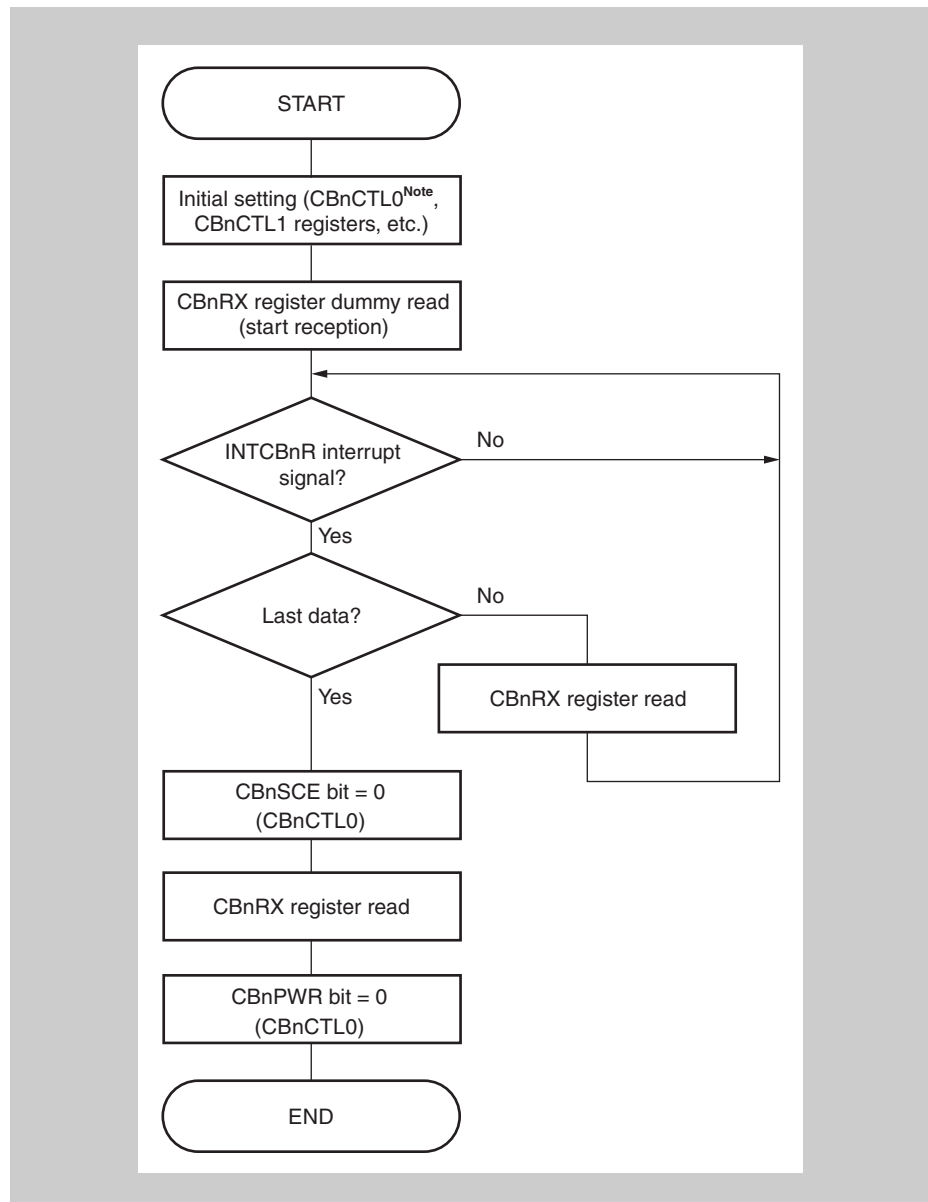 START
Initial setting (CBnCTL0Note,
CBnCTL1 registers, etc.)
CBnRX register dummy read
(start reception)
INTCBnR interrupt
signal?
No
Yes
Last data?
No
Yes
CBnRX register read
CBnSCE bit = 0
(CBnCTL0)
CBnRX register read
CBnPWR bit = 0
(CBnCTL0)
END